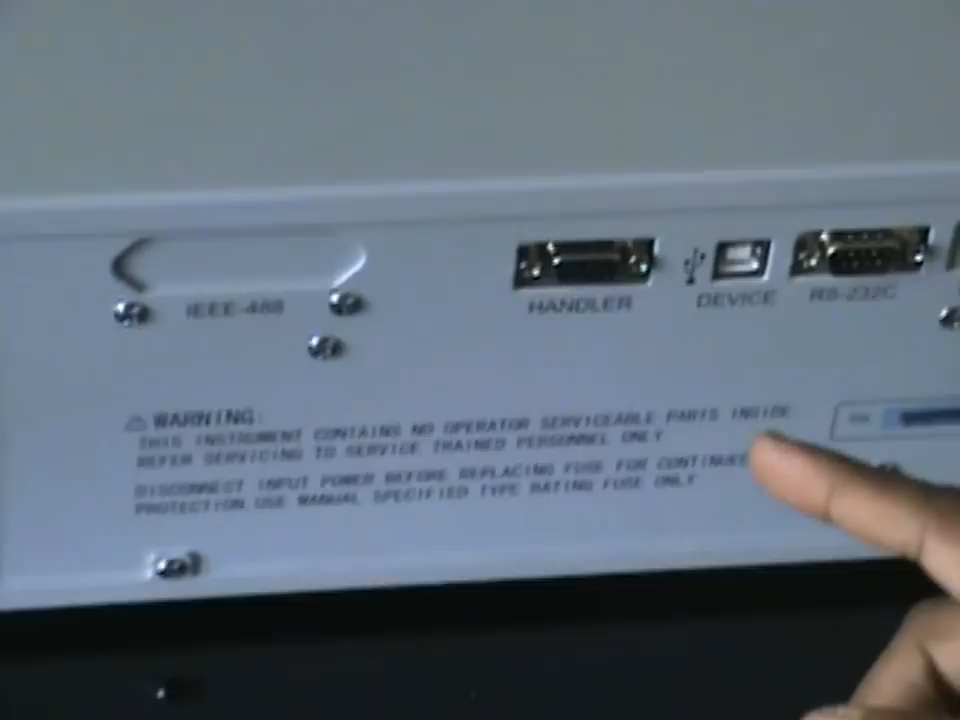 IEEE-488
HANDLER
DEVICE
RS-232C
WARNING:
THIS INSTRUMENT CONTAINS NO OPERATOR SERVICEABLE PARTS INSIDE
REFER SERVICING TO SERVICE TRAINED PERSONNEL ONLY
DISCONNECT INPUT POWER BEFORE REPLACING FUSE FOR CONTINUED
PROTECTION USE MANUAL SPECIFIED TYPE RATING FUSE ONLY